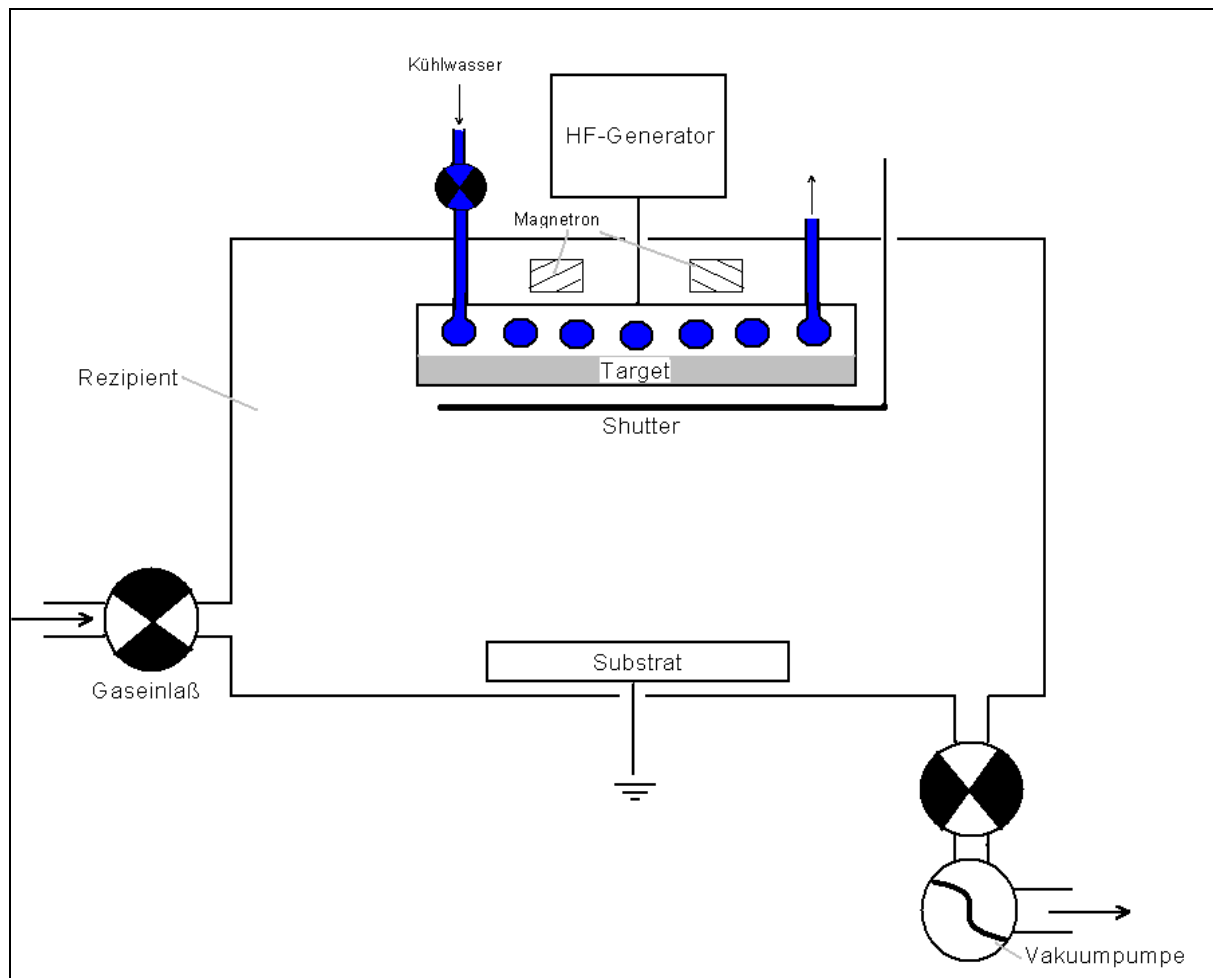 Kühlwasser
HF-Generator
Magnetron
Target
Rezipient
Shutter
Substrat
Gaseinlaß
Vakuumpumpe